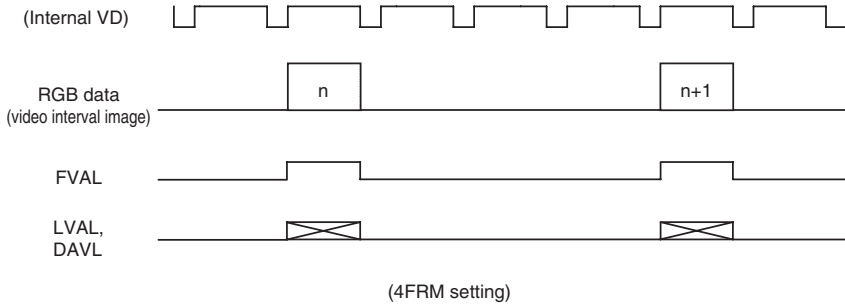 (Internal VD)
RGB data
(video interval image)
n
n+1
FVAL
LVAL,
DAVL
(4FRM setting)